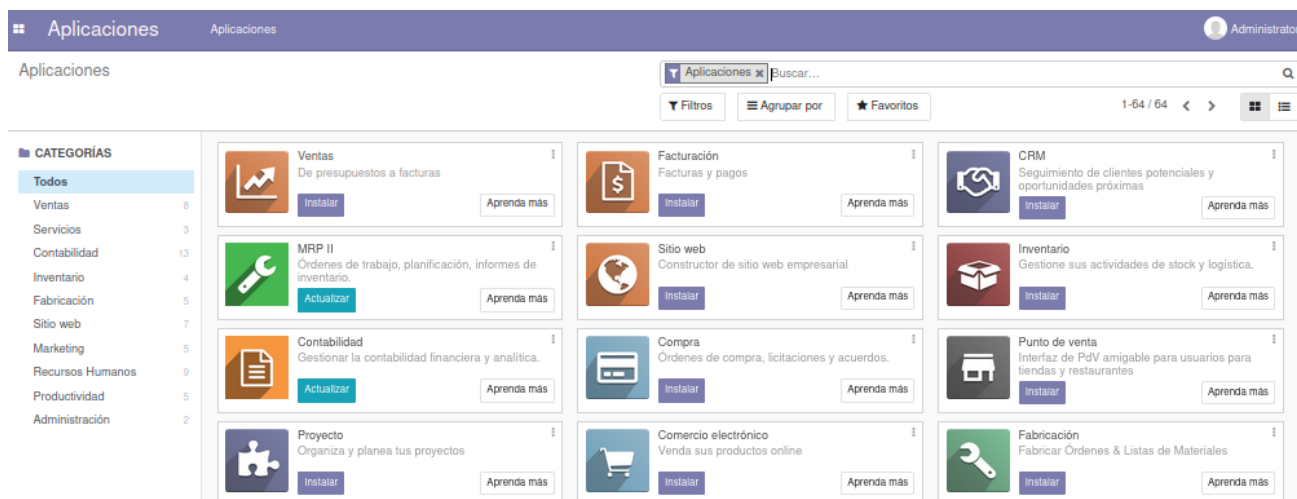 Aplicaciones Aplicaciones Administrator
Aplicaciones
Aplicaciones × Buscar...
Filtros Agrupar por Favoritos 1-64 / 64
CATEGORÍAS
Todos
Ventas 8
Servicios 3
Contabilidad 13
Inventario 4
Fabricación 5
Sitio web 7
Marketing 5
Recursos Humanos 9
Productividad 5
Administración 2
Ventas
De presupuestos a facturas
Instalar Aprenda más
Facturación
Facturas y pagos
Instalar Aprenda más
CRM
Seguimiento de clientes potenciales y
oportunidades próximas
Instalar Aprenda más
MRP II
Órdenes de trabajo, planificación, informes de
inventario.
Actualizar Aprenda más
Sitio web
Constructor de sitio web empresarial
Instalar Aprenda más
Inventario
Gestione sus actividades de stock y logística.
Instalar Aprenda más
Contabilidad
Gestionar la contabilidad financiera y analítica.
Actualizar Aprenda más
Compra
Órdenes de compra, licitaciones y acuerdos.
Instalar Aprenda más
Punto de venta
Interfaz de PdV amigable para usuarios para
tiendas y restaurantes
Instalar Aprenda más
Proyecto
Organiza y planea tus proyectos
Instalar Aprenda más
Comercio electrónico
Venda sus productos online
Instalar Aprenda más
Fabricación
Fabricar Órdenes & Listas de Materiales
Instalar Aprenda más